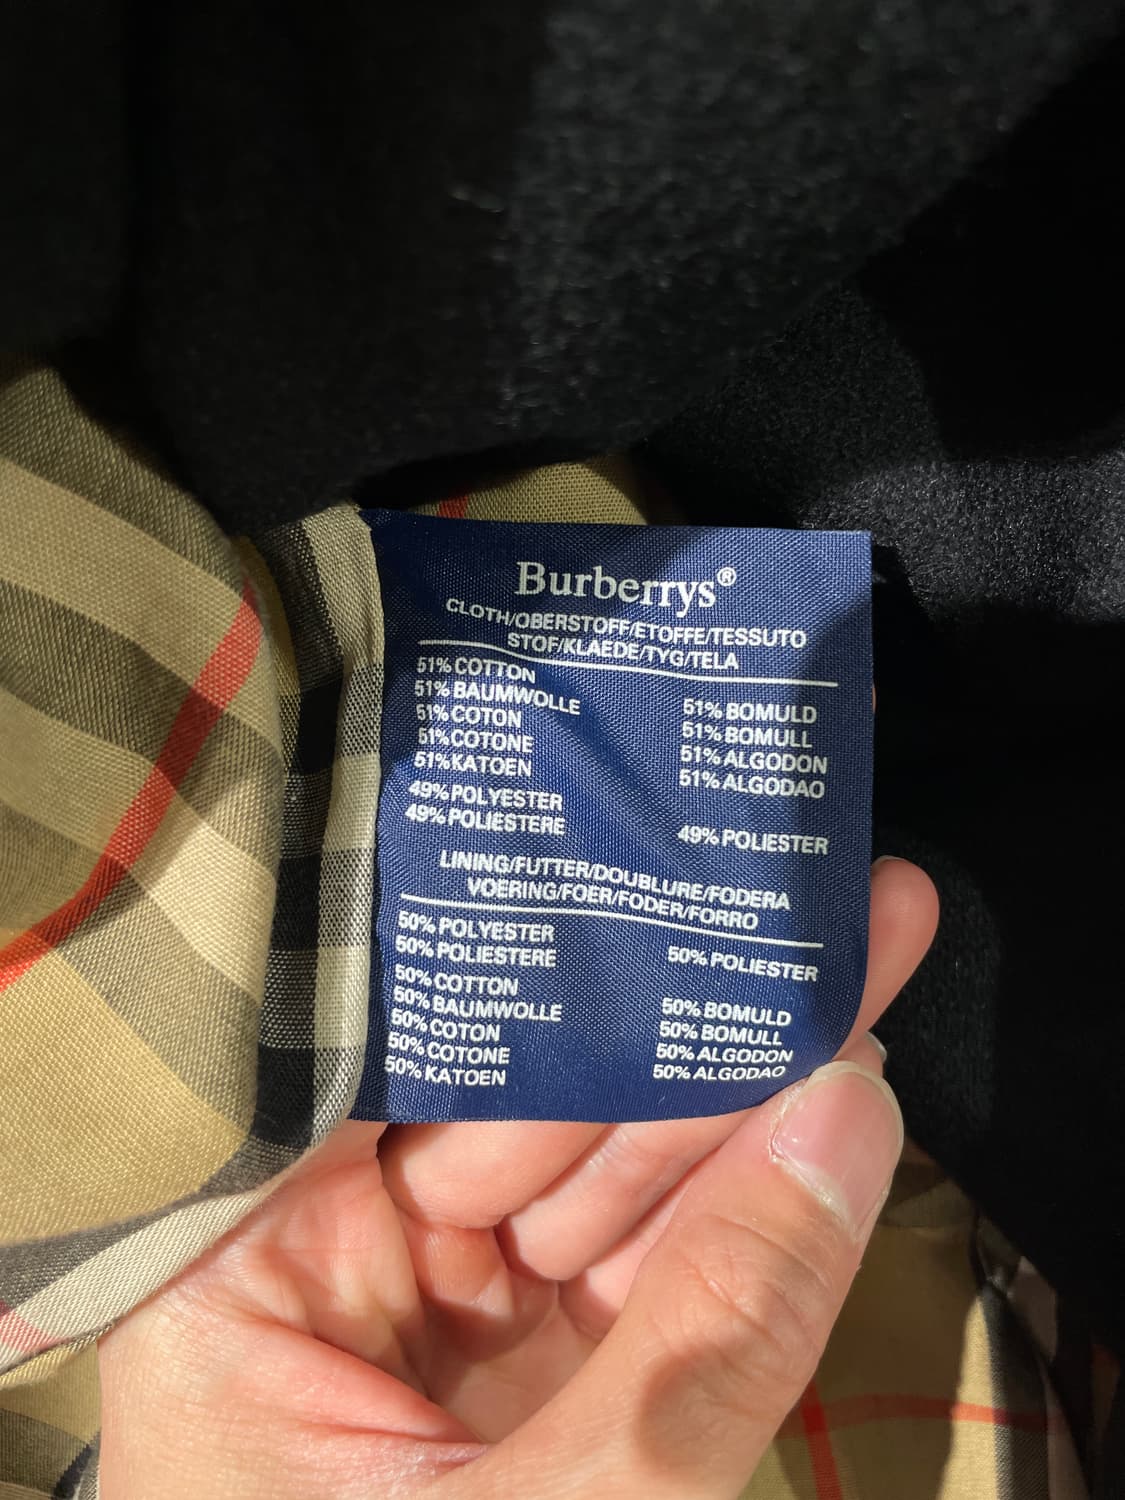 Burberrys®
CLOTH/OBERSTOFF/ETOFFE/TESSUTO
STOF/KLAEDE/TYG/TELA
51% COTTON
51% BAUMWOLLE
51% COTON
51% COTONE
51% KATOEN
51% BOMULD
51% BOMULL
51% ALGODON
51% ALGODAO
49% POLYESTER
49% POLIESTERE
49% POLIESTER
LINING/FUTTER/DOUBLURE/FODERA
VOERING/FOER/FODER/FORRO
50% POLYESTER
50% POLIESTERE
50% POLIESTER
50% COTTON
50% BAUMWOLLE
50% COTON
50% COTONE
50% KATOEN
50% BOMULD
50% BOMULL
50% ALGODON
50% ALGODAO